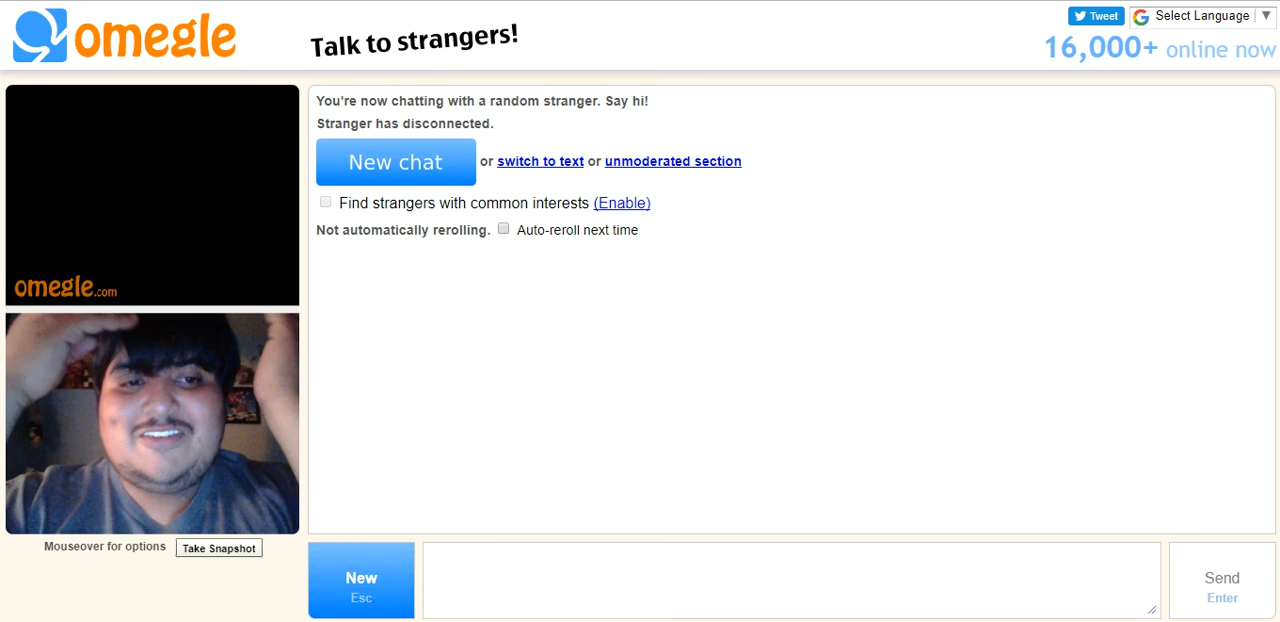 omegle
Talk to strangers!
Tweet
Select Language
16,000+ online now
You're now chatting with a random stranger. Say hi!
Stranger has disconnected.
New chat or switch to text or unmoderated section
Find strangers with common interests (Enable)
Not automatically rerolling. Auto-reroll next time
omegle.com
Mouseover for options Take Snapshot
New
Esc
Send
Enter